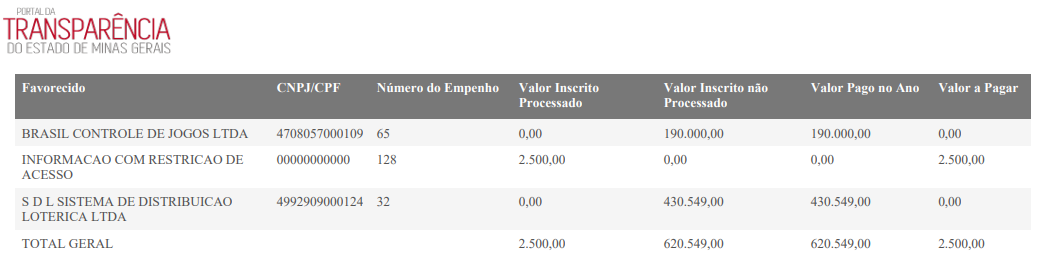 PORTAL DA
TRANSPARÊNCIA
DO ESTADO DE MINAS GERAIS
Favorecido CNPJ/CPF Número do Empenho Valor Inscrito Processado Valor Inscrito não Processado Valor Pago no Ano Valor a Pagar
BRASIL CONTROLE DE JOGOS LTDA 4708057000109 65 0,00 190.000,00 190.000,00 0,00
INFORMACAO COM RESTRICAO DE ACESSO 00000000000 128 2.500,00 0,00 0,00 2.500,00
S D L SISTEMA DE DISTRIBUICAO LOTERICA LTDA 4992909000124 32 0,00 430.549,00 430.549,00 0,00
TOTAL GERAL 2.500,00 620.549,00 620.549,00 2.500,00